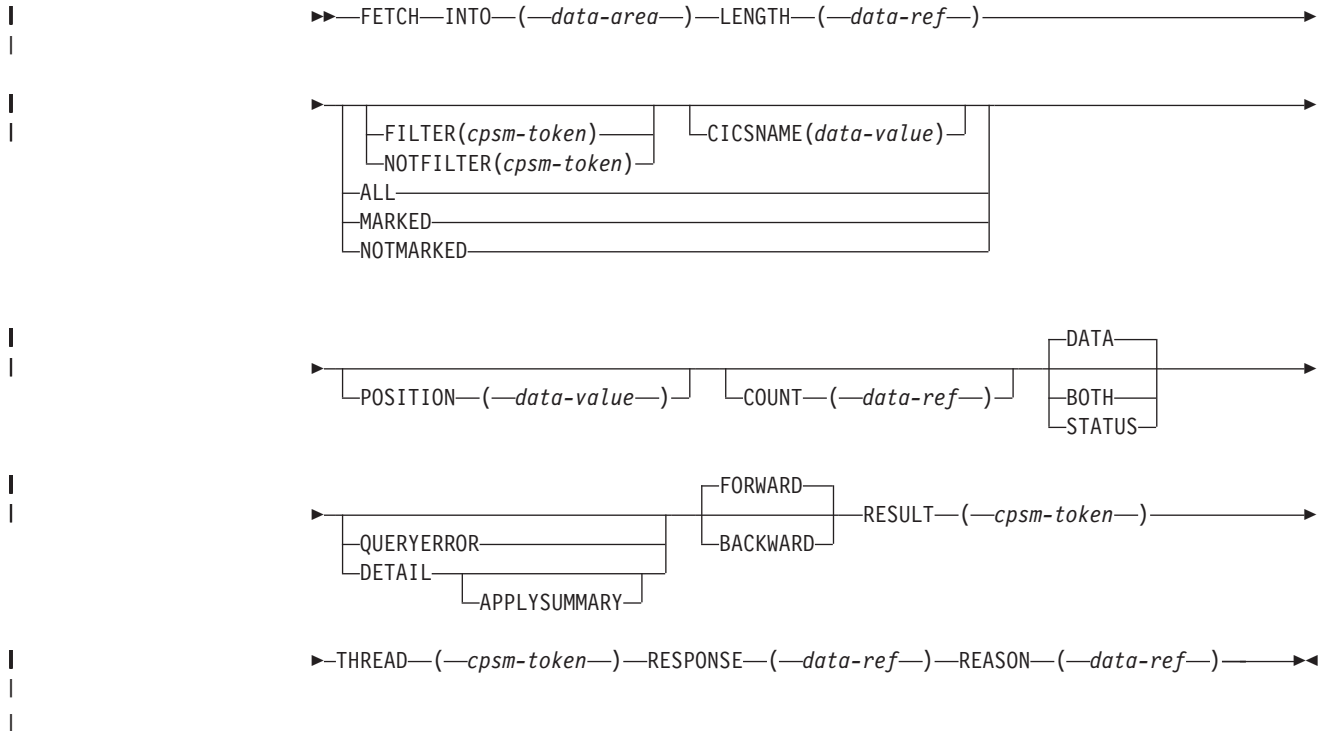 FETCH INTO ( data-area ) LENGTH ( data-ref )
FILTER(cpsm-token) CICSNAME(data-value)
NOTFILTER(cpsm-token)
ALL
MARKED
NOTMARKED
DATA
POSITION ( data-value ) COUNT ( data-ref ) BOTH
STATUS
FORWARD
RESULT ( cpsm-token )
QUERYERROR BACKWARD
DETAIL
APPLYSUMMARY
THREAD ( cpsm-token ) RESPONSE ( data-ref ) REASON ( data-ref )